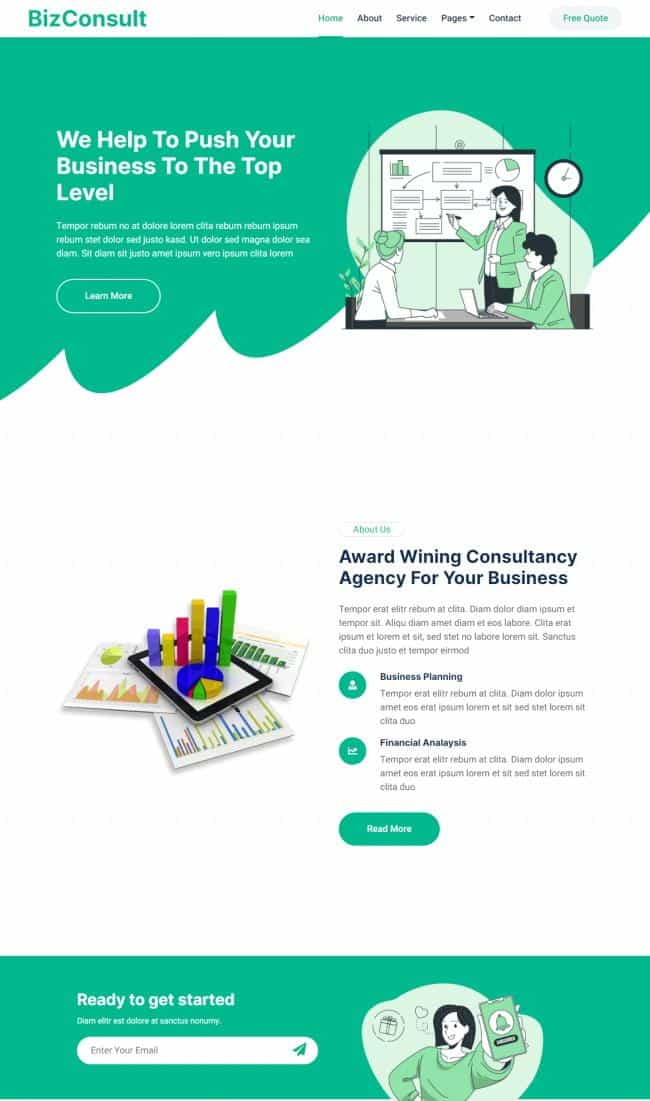 BizConsult
Home About Service Pages Contact Free Quote
We Help To Push Your
Business To The Top
Level
Tempor rebum no at dolore lorem clita rebum rebum ipsum
rebum stet dolor sed justo kasd. Ut dolor sed magna dolor sea
diam. Sit diam sit justo amet ipsum vero ipsum clita lorem
Learn More
About Us
Award Wining Consultancy
Agency For Your Business
Tempor erat elitr rebum at clita. Diam dolor diam ipsum et
tempor sit. Aliqu diam amet diam et eos labore. Clita erat
ipsum et lorem et sit, sed stet no labore lorem sit. Sanctus
clita duo justo et tempor eirmod
Business Planning
Tempor erat elitr rebum at clita. Diam dolor ipsum
amet eos erat ipsum lorem et sit sed stet lorem sit
clita duo
Financial Analaysis
Tempor erat elitr rebum at clita. Diam dolor ipsum
amet eos erat ipsum lorem et sit sed stet lorem sit
clita duo
Read More
Ready to get started
Diam elitr est dolore at sanctus nonumy.
Enter Your Email